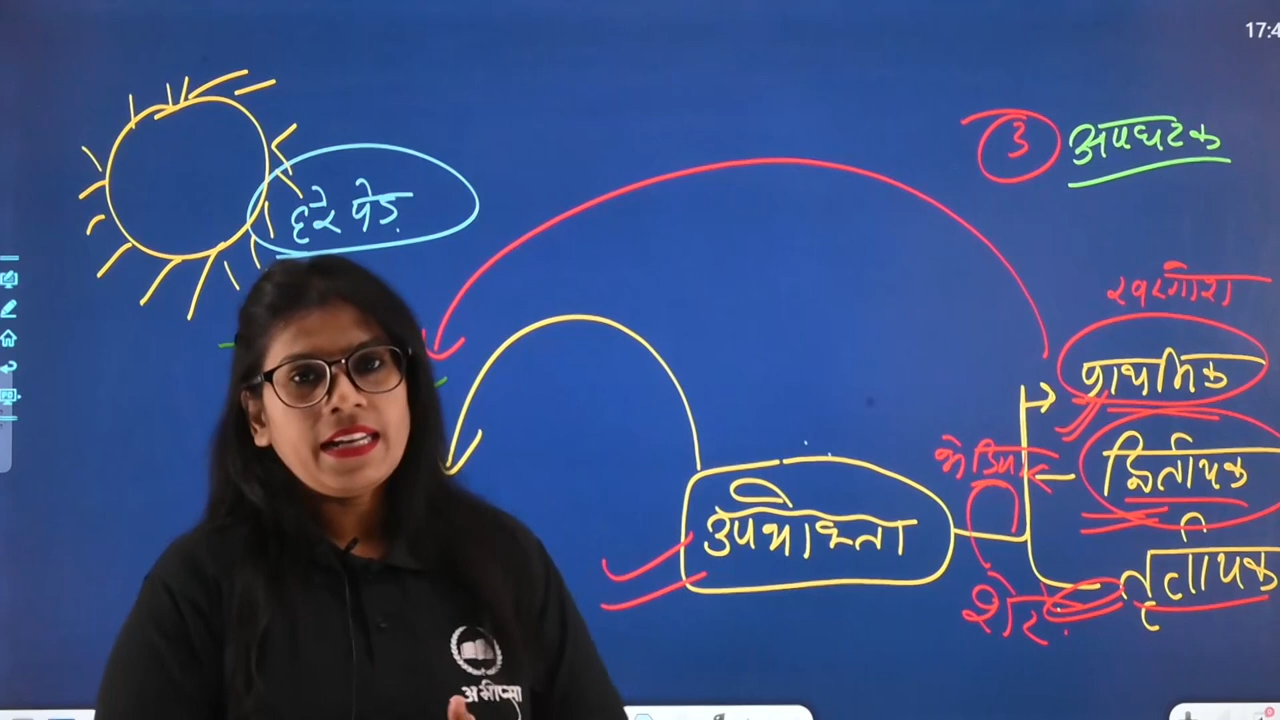 17:4
3 अपघटक
हरे पेड़
खरगोश
प्राथमिक
भेडिया
द्वितीयक
उपभोक्ता
तृतीयक
शेर
अभीप्सा